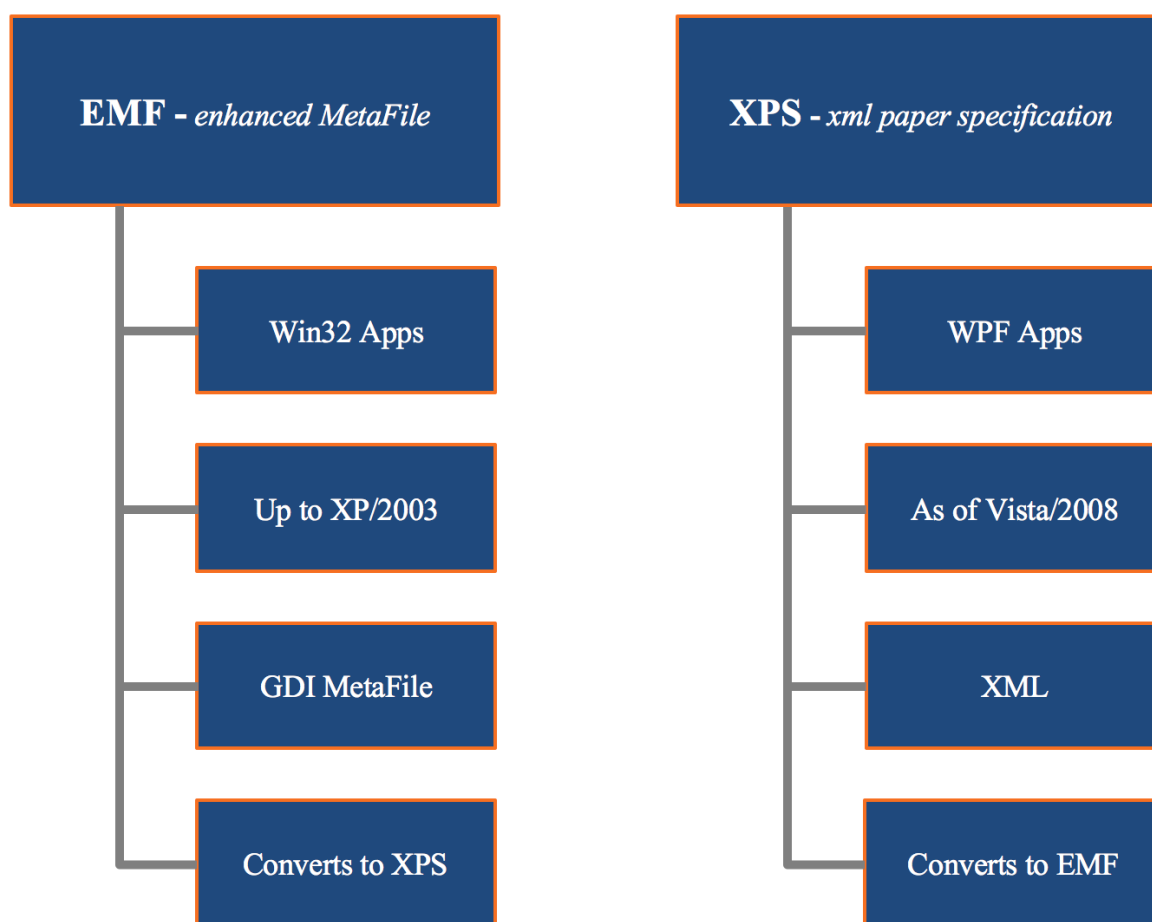 EMF - enhanced MetaFile
Win32 Apps
Up to XP/2003
GDI MetaFile
Converts to XPS
XPS - xml paper specification
WPF Apps
As of Vista/2008
XML
Converts to EMF